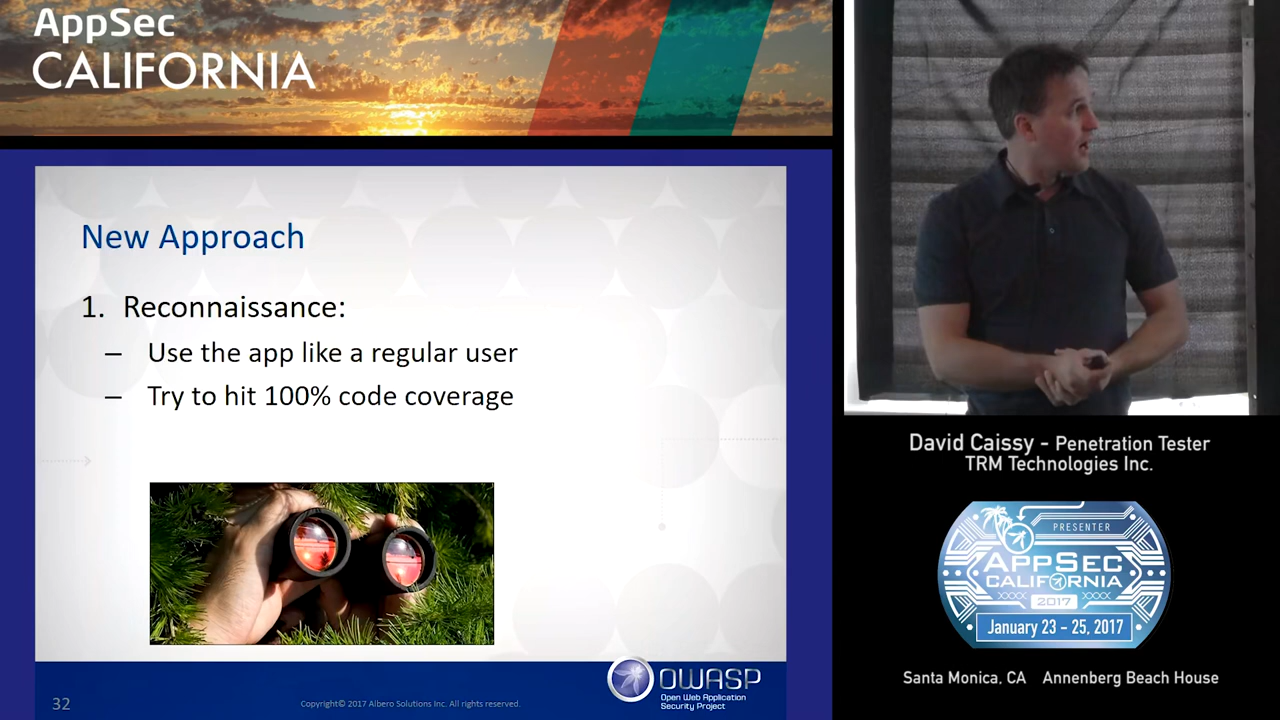 AppSec
CALIFORNIA
New Approach
1. Reconnaissance:
– Use the app like a regular user
– Try to hit 100% code coverage
32
Copyright© 2017 Albero Solutions Inc. All rights reserved.
OWASP
Open Web Application
Security Project
David Caissy - Penetration Tester
TRM Technologies Inc.
PRESENTER
APPSEC
CALIFORNIA
2017
January 23 - 25, 2017
Santa Monica, CA Annenberg Beach House